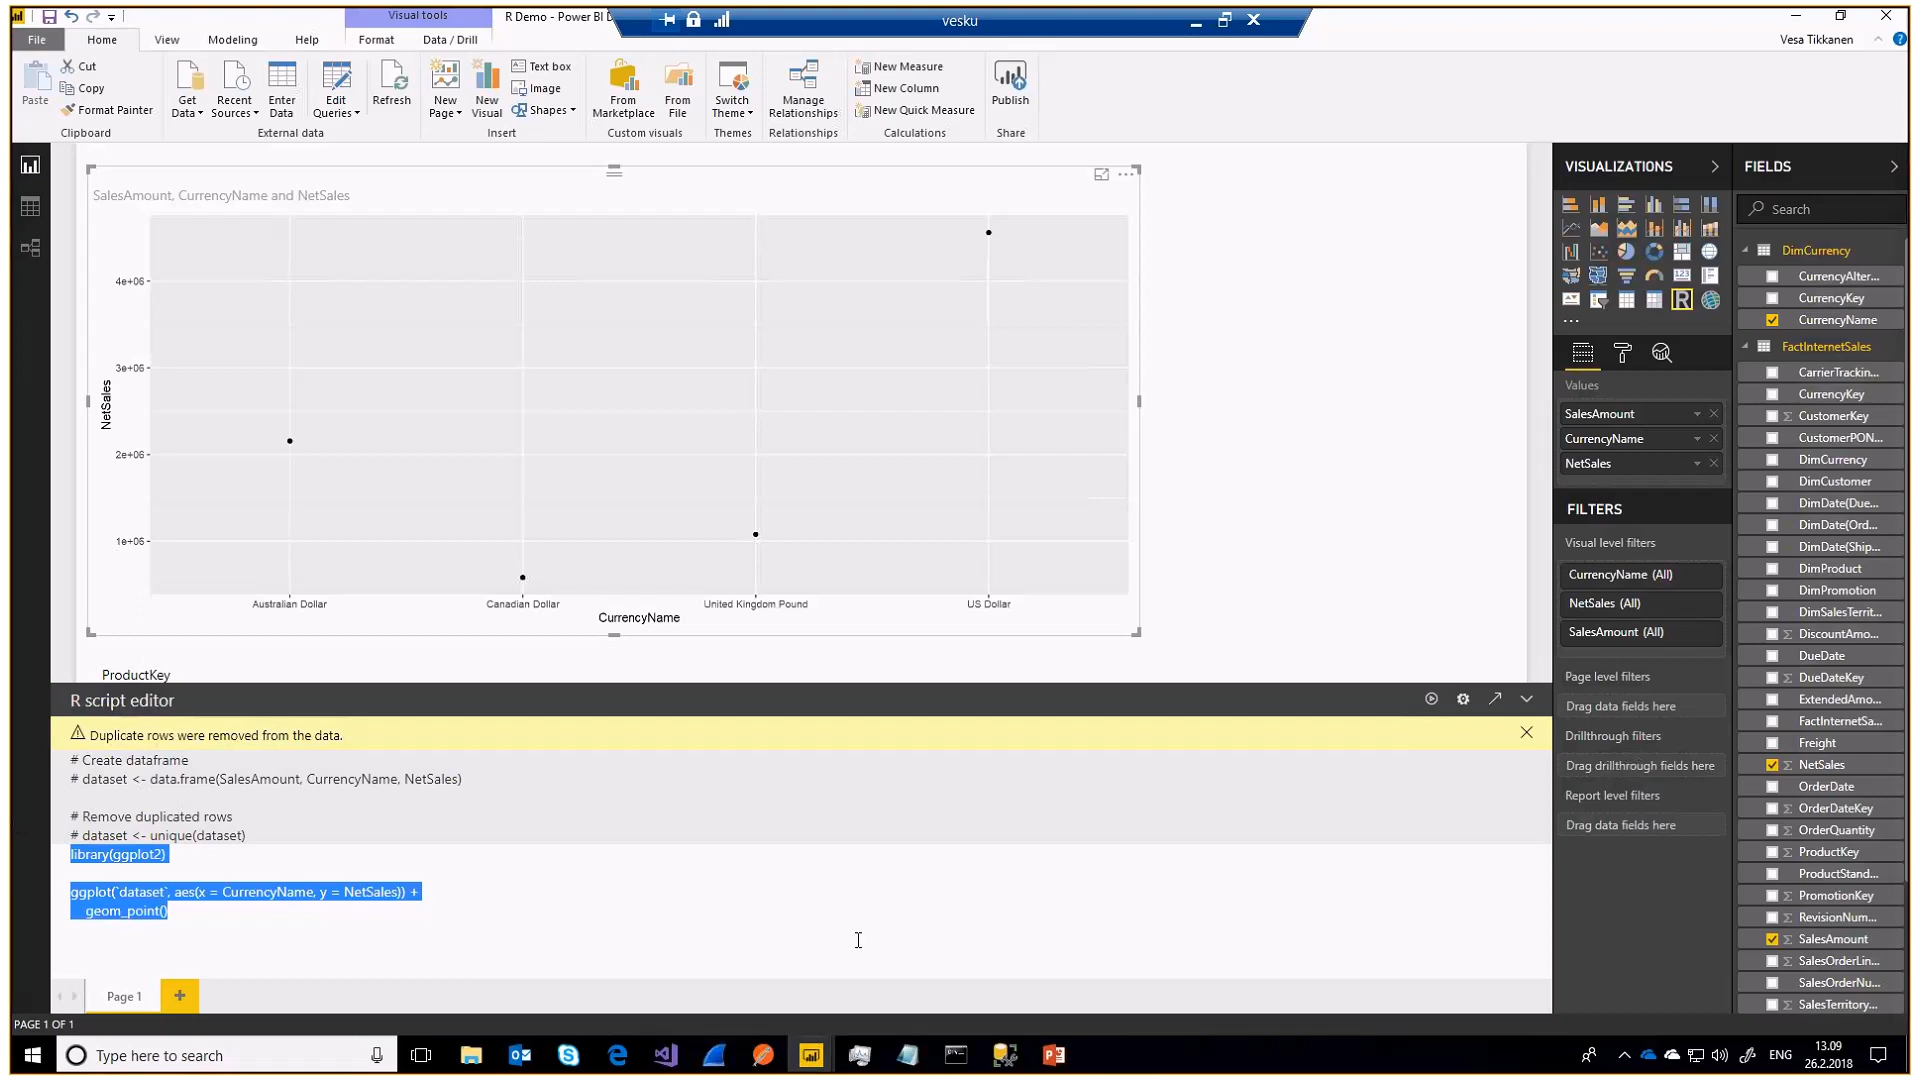 Visual tools
R Demo - Power BI D
vesku
File
Home
View
Modeling
Help
Format
Data / Drill
Vesa Tikkanen
Paste
Cut
Copy
Format Painter
Clipboard
Get Data
Recent Sources
Enter Data
Edit Queries
Refresh
External data
New Page
New Visual
Text box
Image
Shapes
Insert
From Marketplace
From File
Custom visuals
Switch Theme
Themes
Manage Relationships
Relationships
New Measure
New Column
New Quick Measure
Calculations
Publish
Share
SalesAmount, CurrencyName and NetSales
NetSales
4e+06
3e+06
2e+06
1e+06
Australian Dollar
Canadian Dollar
United Kingdom Pound
US Dollar
CurrencyName
ProductKey
R script editor
Duplicate rows were removed from the data.
# Create dataframe
# dataset <- data.frame(SalesAmount, CurrencyName, NetSales)
# Remove duplicated rows
# dataset <- unique(dataset)
library(ggplot2)
ggplot(`dataset`, aes(x = CurrencyName, y = NetSales)) +
geom_point()
Page 1
PAGE 1 OF 1
VISUALIZATIONS
R
123
Values
SalesAmount
CurrencyName
NetSales
FILTERS
Visual level filters
CurrencyName (All)
NetSales (All)
SalesAmount (All)
Page level filters
Drag data fields here
Drillthrough filters
Drag drillthrough fields here
Report level filters
Drag data fields here
FIELDS
Search
DimCurrency
CurrencyAlter...
CurrencyKey
CurrencyName
FactInternetSales
CarrierTrackin...
CurrencyKey
CustomerKey
CustomerPON...
DimCurrency
DimCustomer
DimDate(Due...
DimDate(Ord...
DimDate(Ship...
DimProduct
DimPromotion
DimSalesTerrit...
DiscountAmo...
DueDate
DueDateKey
ExtendedAmo...
FactInternetSa...
Freight
NetSales
OrderDate
OrderDateKey
OrderQuantity
ProductKey
ProductStand...
PromotionKey
RevisionNum...
SalesAmount
SalesOrderLin...
SalesOrderNu...
SalesTerritory...
Type here to search
ENG
13.09
26.2.2018